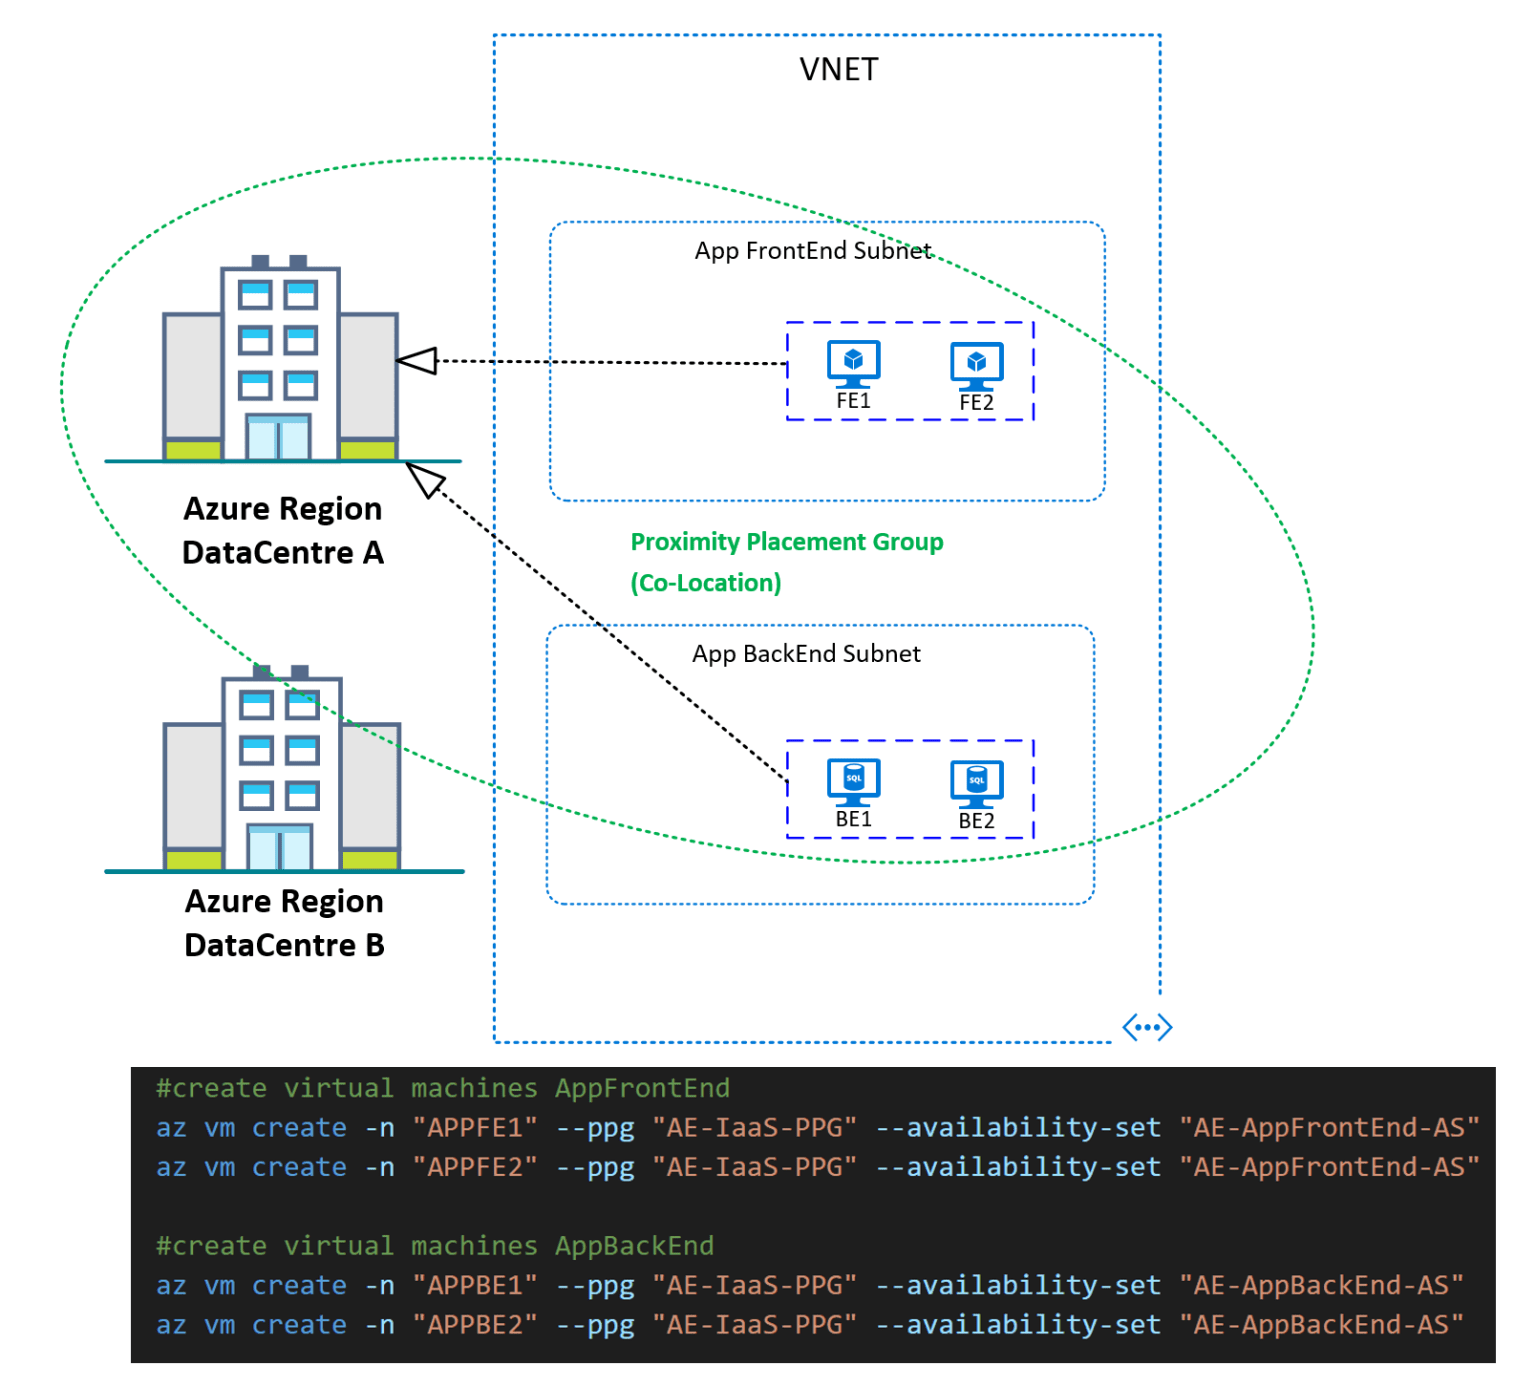 VNET
App FrontEnd Subnet
FE1
FE2
Azure Region
DataCentre A
Proximity Placement Group
(Co-Location)
App BackEnd Subnet
SQL
SQL
BE1
BE2
Azure Region
DataCentre B
#create virtual machines AppFrontEnd
az vm create -n "APPFE1" --ppg "AE-IaaS-PPG" --availability-set "AE-AppFrontEnd-AS"
az vm create -n "APPFE2" --ppg "AE-IaaS-PPG" --availability-set "AE-AppFrontEnd-AS"
#create virtual machines AppBackEnd
az vm create -n "APPBE1" --ppg "AE-IaaS-PPG" --availability-set "AE-AppBackEnd-AS"
az vm create -n "APPBE2" --ppg "AE-IaaS-PPG" --availability-set "AE-AppBackEnd-AS"